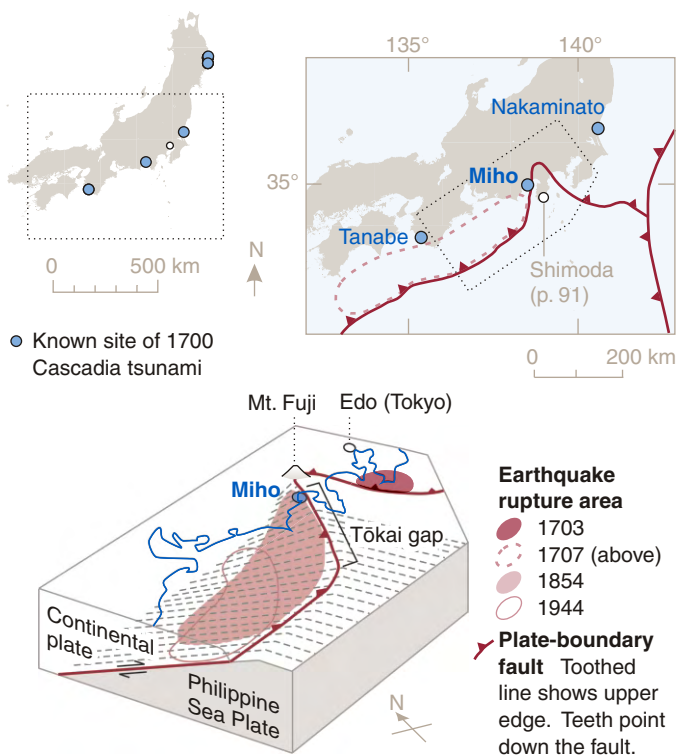 0
500 km
N
Known site of 1700
Cascadia tsunami
135°
140°
35°
Nakaminato
Miho
Tanabe
Shimoda
(p. 91)
0
200 km
Mt. Fuji
Edo (Tokyo)
Miho
Tōkai gap
Continental
plate
Philippine
Sea Plate
N
Earthquake
rupture area
1703
1707 (above)
1854
1944
Plate-boundary
fault Toothed
line shows upper
edge. Teeth point
down the fault.